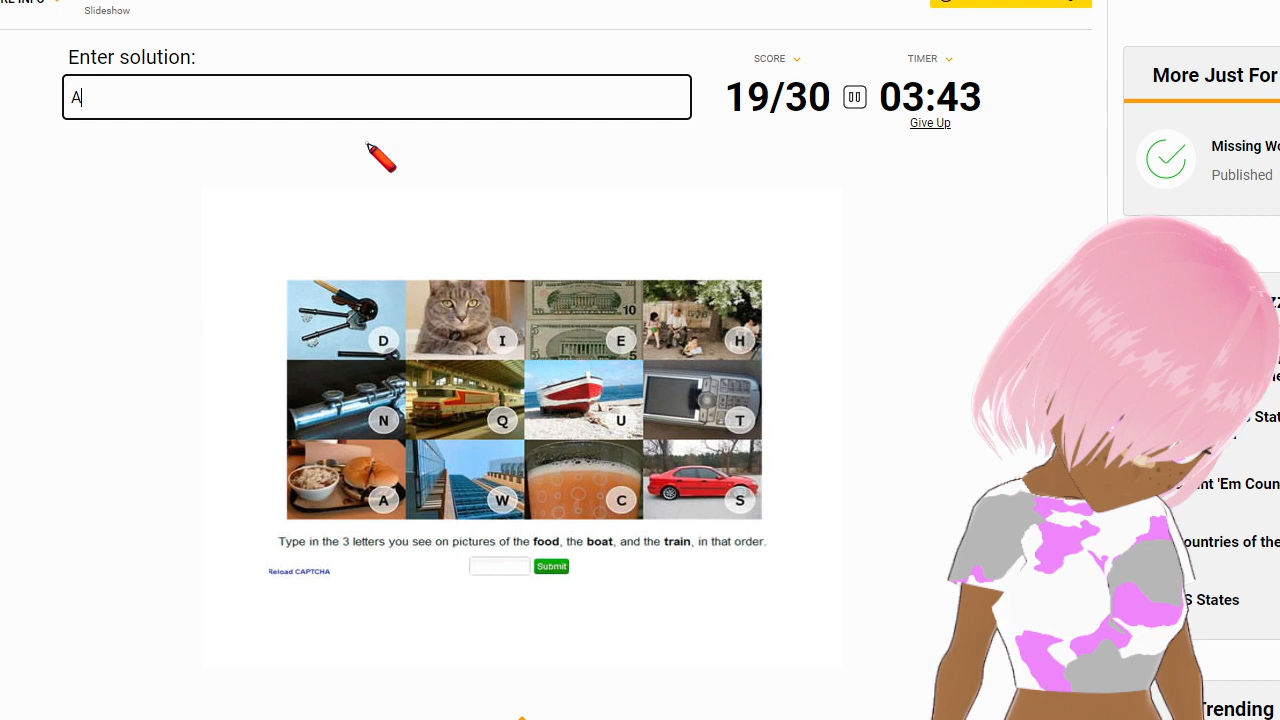 Slideshow
Enter solution:
A
SCORE
TIMER
19/30
03:43
Give Up
More Just For
Missing
Published
D
I
E
H
10
5
N
Q
U
T
A
W
C
S
Type in the 3 letters you see on pictures of the food, the boat, and the train, in that order.
Reload CAPTCHA
Submit
'Em Coun
ountries of the
S States
Trending